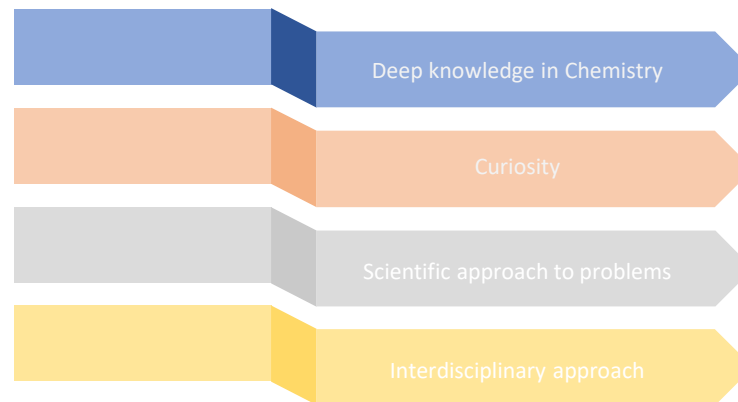 Deep knowledge in Chemistry
Curiosity
Scientific approach to problems
Interdisciplinary approach